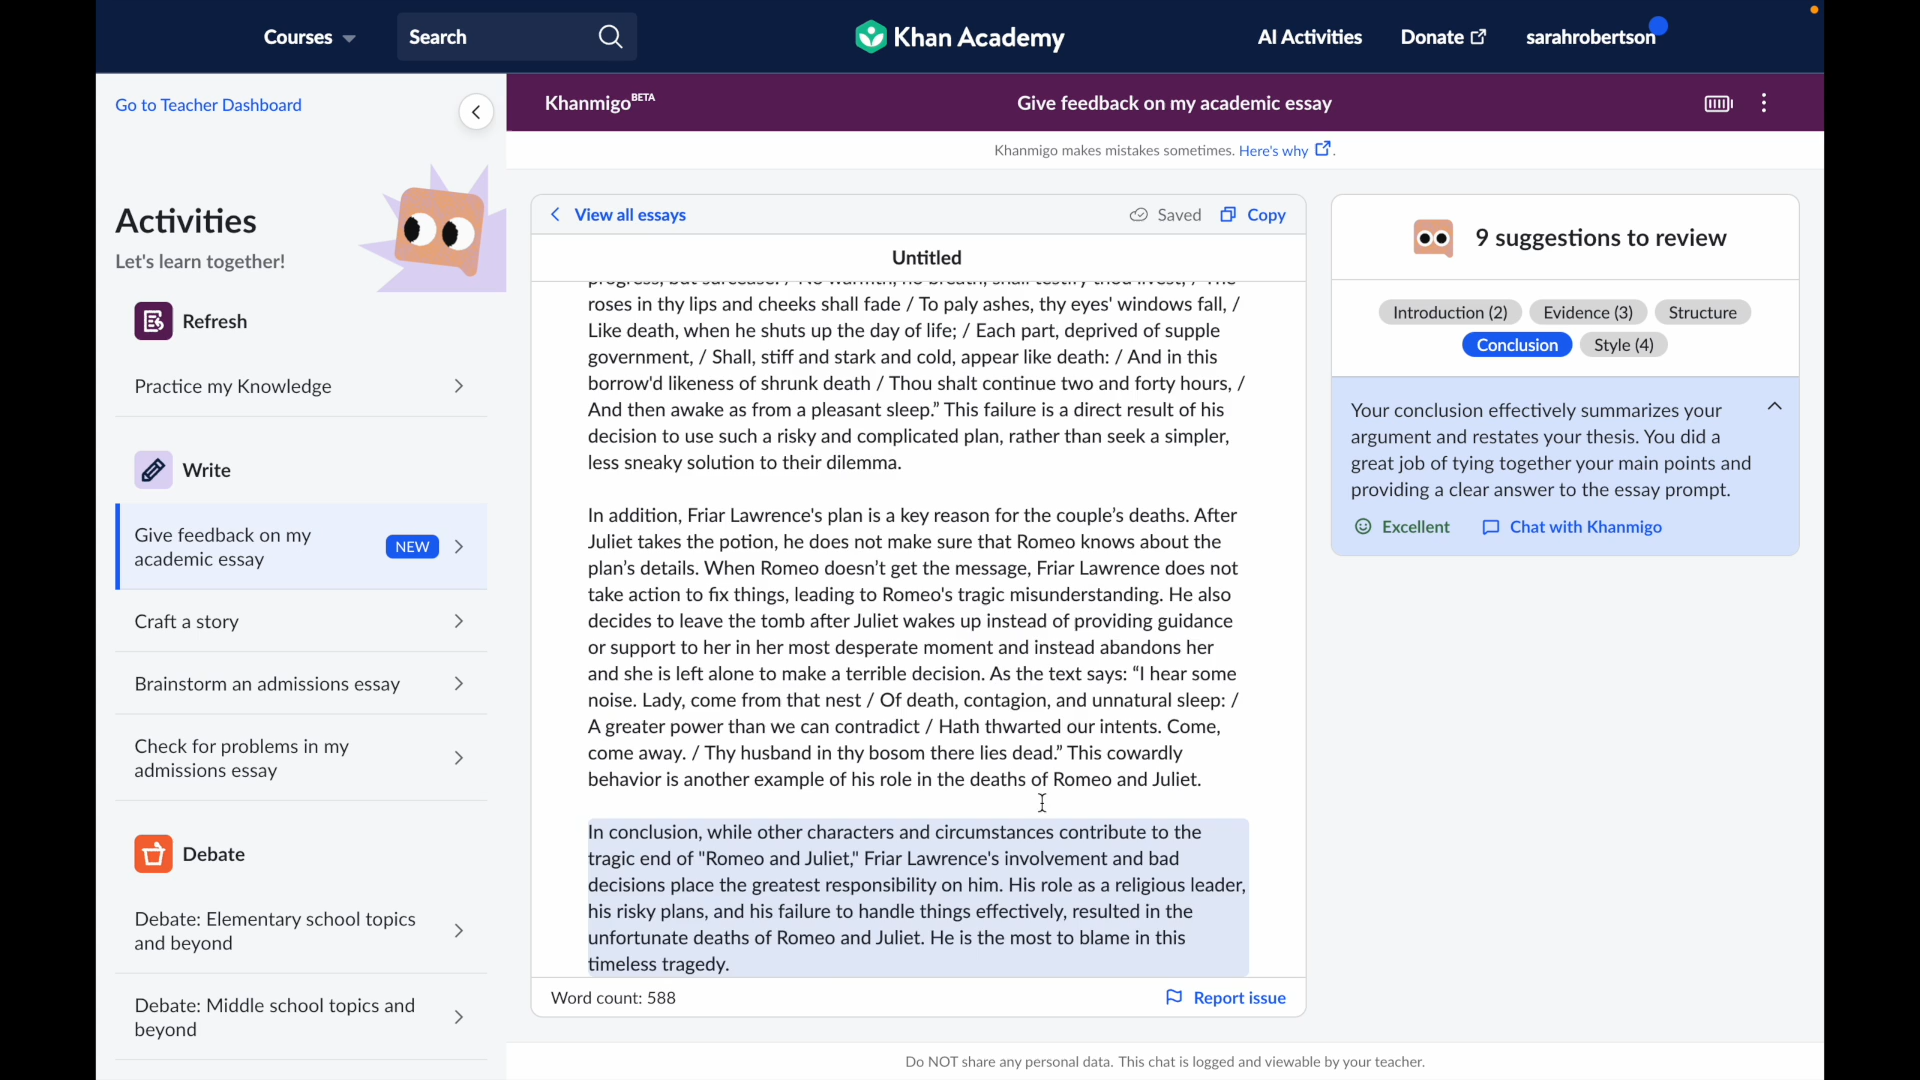 Courses
Search
Khan Academy
AI Activities
Donate
sarahrobertson
Go to Teacher Dashboard
Activities
Let's learn together!
Refresh
Practice my Knowledge
Write
Give feedback on my
academic essay
NEW
Craft a story
Brainstorm an admissions essay
Check for problems in my
admissions essay
Debate
Debate: Elementary school topics
and beyond
Debate: Middle school topics and
beyond
Khanmigo BETA
Give feedback on my academic essay
Khanmigo makes mistakes sometimes. Here's why.
View all essays
Saved
Copy
Untitled
progress, but surcease: / No warmth, no breath, shall testify thou livest; / The
roses in thy lips and cheeks shall fade / To paly ashes, thy eyes' windows fall, /
Like death, when he shuts up the day of life; / Each part, deprived of supple
government, / Shall, stiff and stark and cold, appear like death: / And in this
borrow'd likeness of shrunk death / Thou shalt continue two and forty hours, /
And then awake as from a pleasant sleep.” This failure is a direct result of his
decision to use such a risky and complicated plan, rather than seek a simpler,
less sneaky solution to their dilemma.
In addition, Friar Lawrence's plan is a key reason for the couple’s deaths. After
Juliet takes the potion, he does not make sure that Romeo knows about the
plan’s details. When Romeo doesn’t get the message, Friar Lawrence does not
take action to fix things, leading to Romeo's tragic misunderstanding. He also
decides to leave the tomb after Juliet wakes up instead of providing guidance
or support to her in her most desperate moment and instead abandons her
and she is left alone to make a terrible decision. As the text says: “I hear some
noise. Lady, come from that nest / Of death, contagion, and unnatural sleep: /
A greater power than we can contradict / Hath thwarted our intents. Come,
come away. / Thy husband in thy bosom there lies dead.” This cowardly
behavior is another example of his role in the deaths of Romeo and Juliet.
In conclusion, while other characters and circumstances contribute to the
tragic end of "Romeo and Juliet," Friar Lawrence's involvement and bad
decisions place the greatest responsibility on him. His role as a religious leader,
his risky plans, and his failure to handle things effectively, resulted in the
unfortunate deaths of Romeo and Juliet. He is the most to blame in this
timeless tragedy.
Word count: 588
Report issue
9 suggestions to review
Introduction (2)
Evidence (3)
Structure
Conclusion
Style (4)
Your conclusion effectively summarizes your
argument and restates your thesis. You did a
great job of tying together your main points and
providing a clear answer to the essay prompt.
Excellent
Chat with Khanmigo
Do NOT share any personal data. This chat is logged and viewable by your teacher.